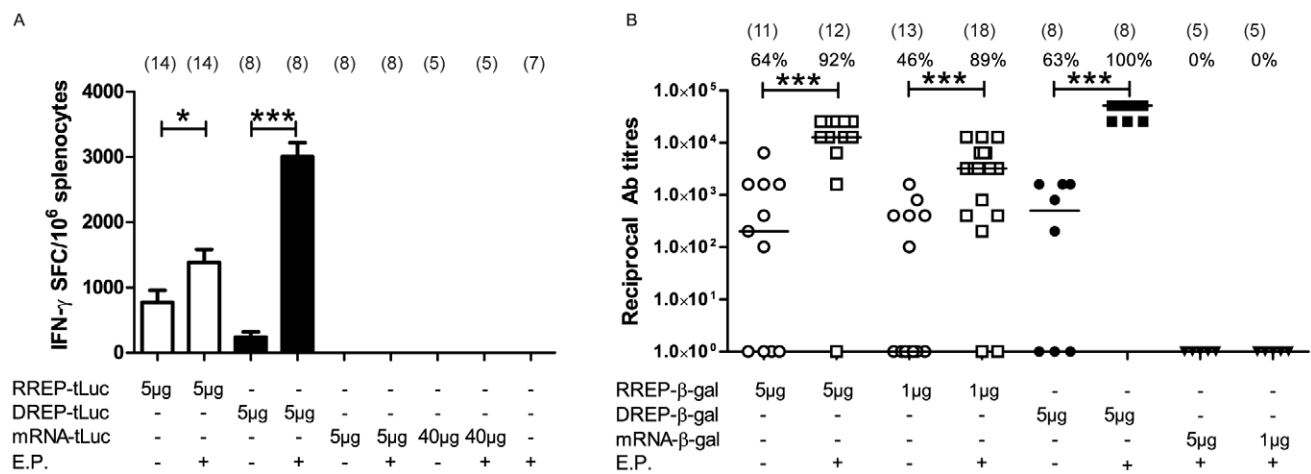 A
(14) (14) (8) (8) (8) (5) (5) (7)
4000
3000
2000
1000
0
IFN-γ SFC/10⁶ splenocytes
* ***
RREP-tLuc 5µg 5µg - - - - - - -
DREP-tLuc - - 5µg 5µg - - - - -
mRNA-tLuc - - - - 5µg 5µg 40µg 40µg -
E.P. - + - + - + - + +
B
(11) (12) (13) (18) (8) (8) (5) (5)
64% 92% 46% 89% 63% 100% 0% 0%
*** *** ***
1.0×10⁵
1.0×10⁴
1.0×10³
1.0×10²
1.0×10¹
1.0×10⁰
Reciprocal Ab titres
RREP-β-gal 5µg 5µg 1µg 1µg - - - -
DREP-β-gal - - - - 5µg 5µg - -
mRNA-β-gal - - - - - - 5µg 1µg
E.P. - + - + - + + +